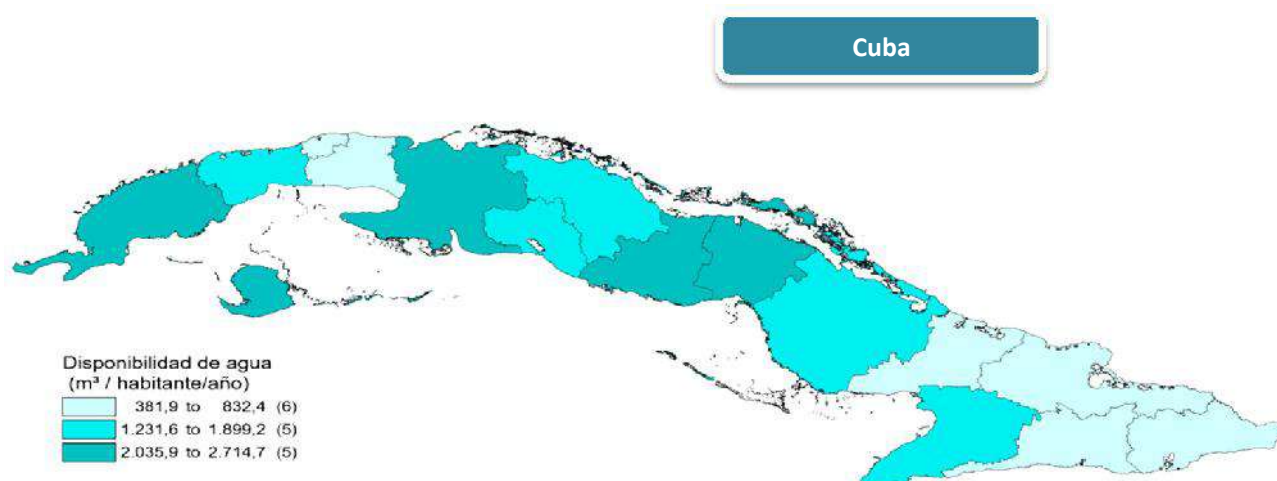 Cuba
Disponibilidad de agua
(m³ / habitante/año)
381,9 to 832,4 (6)
1.231,6 to 1.899,2 (5)
2.035,9 to 2.714,7 (5)